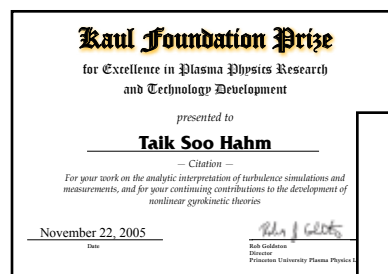 Kaul Foundation Prize
for Excellence in Plasma Physics Research
and Technology Development
presented to
Taik Soo Hahm
— Citation —
For your work on the analytic interpretation of turbulence simulations and
measurements, and for your continuing contributions to the development of
nonlinear gyrokinetic theories
November 22, 2005
Date
Rob Goldston
Director
Princeton University Plasma Physics